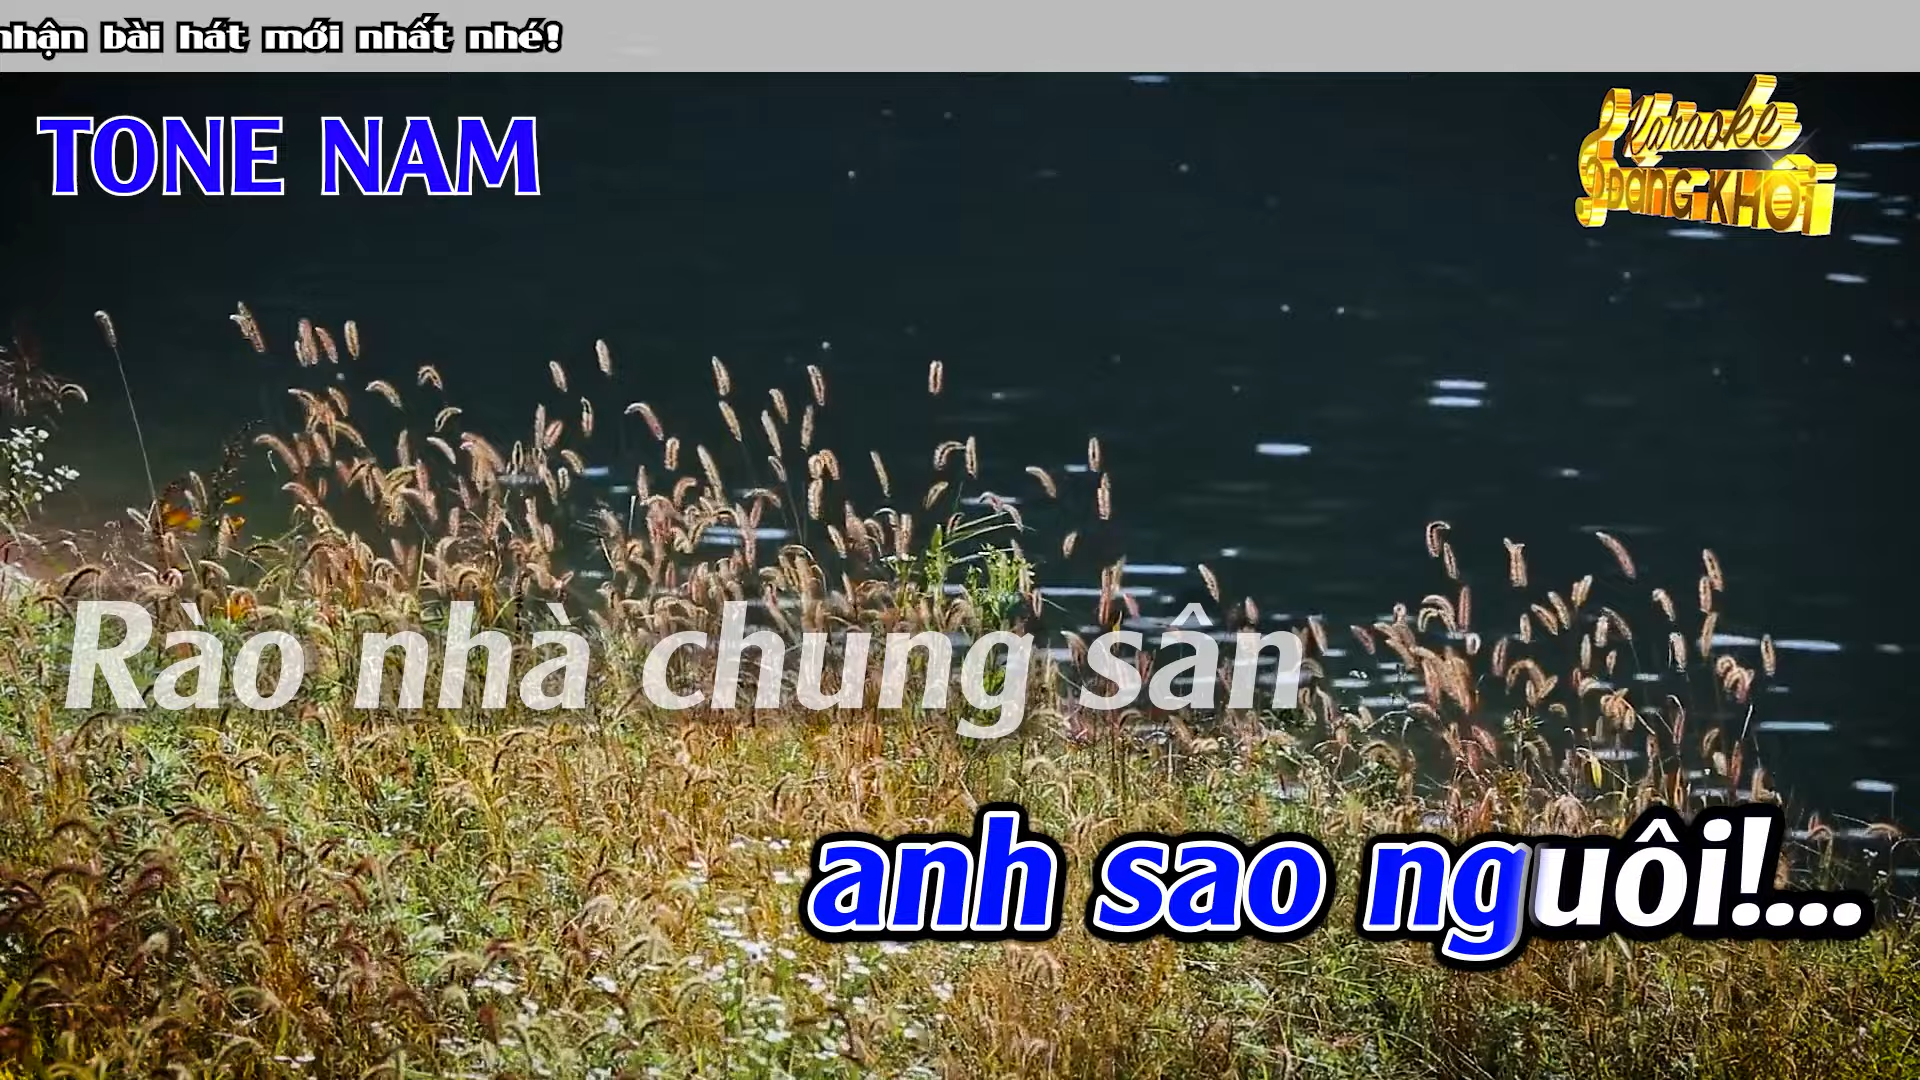 nhận bài hát mới nhất nhé!
TONE NAM
Karaoke
ĐĂNG KHÔI
Rào nhà chung sân
anh sao nguôi!...